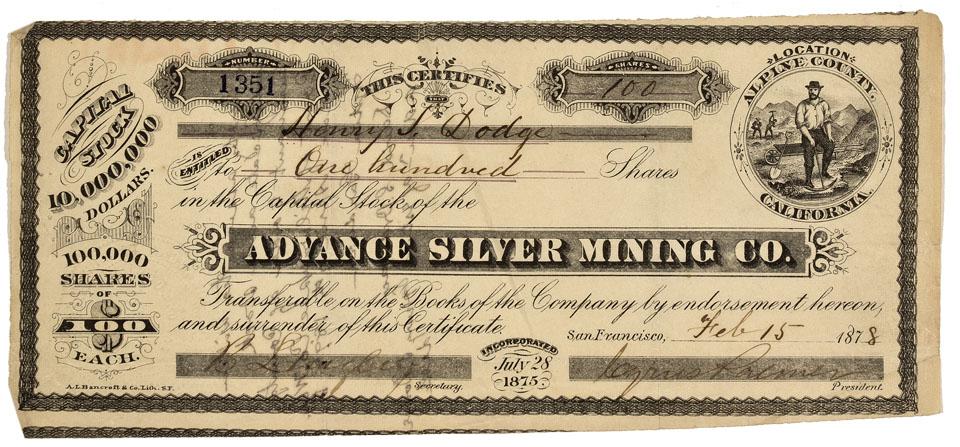 NUMBER
1351
THIS CERTIFIES
THAT
SHARES
100
LOCATION
ALPINE COUNTY.
CALIFORNIA.
CAPITAL
STOCK
10,000,000
DOLLARS.
100,000
SHARES
OF
$100
EACH.
Henry S. Dodge
IS ENTITLED
to One hundred Shares
in the Capital Stock of the
ADVANCE SILVER MINING CO.
Transferable on the Books of the Company by endorsement hereon,
and surrender of this Certificate.
San Francisco, Feb 15 1878
INCORPORATED
July 28
1875
Secretary.
President.
A.L. Bancroft & Co. Lith. S.F.